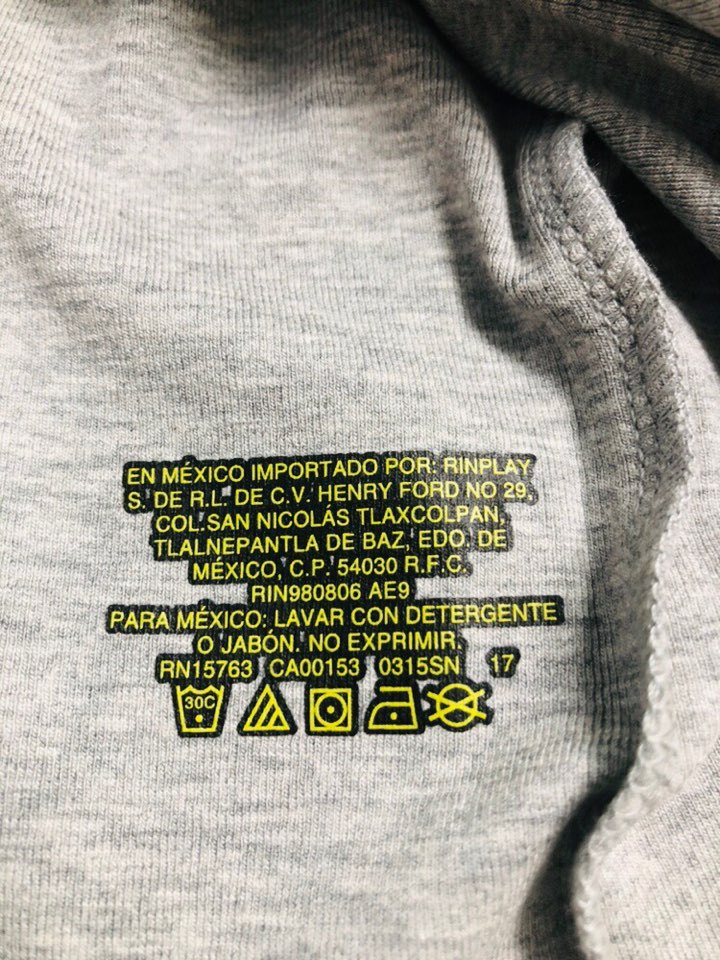 EN MÉXICO IMPORTADO POR: RINPLAY
S. DE R.L. DE C.V. HENRY FORD NO 29,
COL.SAN NICOLÁS TLAXCOLPAN,
TLALNEPANTLA DE BAZ, EDO. DE
MÉXICO, C.P. 54030 R.F.C.
RIN980806 AE9
PARA MÉXICO: LAVAR CON DETERGENTE
O JABÓN. NO EXPRIMIR.
RN15763 CA00153 0315SN 17
30C